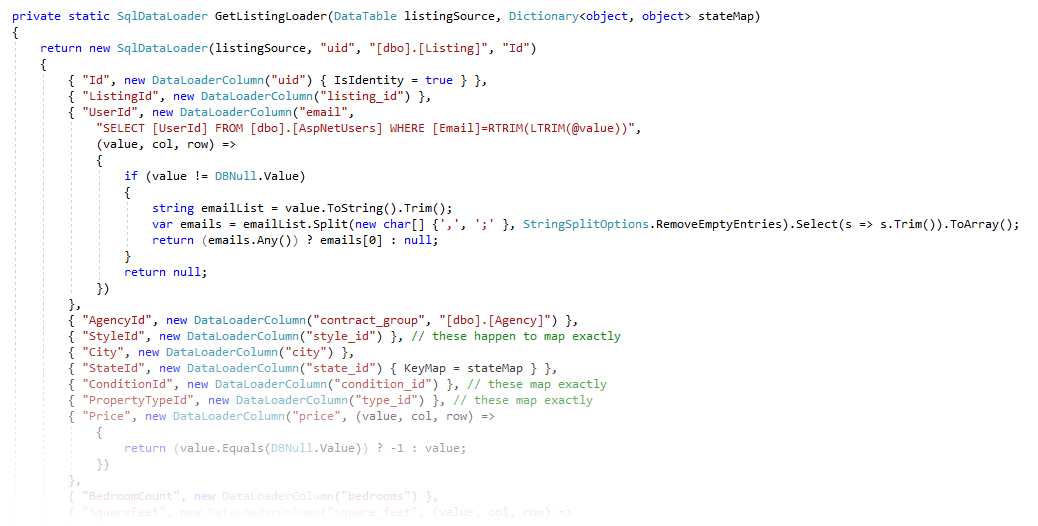 private static SqlDataLoader GetListingLoader(DataTable listingSource, Dictionary<object, object> stateMap)
{
    return new SqlDataLoader(listingSource, "uid", "[dbo].[Listing]", "Id")
    {
        { "Id", new DataLoaderColumn("uid") { IsIdentity = true } },
        { "ListingId", new DataLoaderColumn("listing_id") },
        { "UserId", new DataLoaderColumn("email",
            "SELECT [UserId] FROM [dbo].[AspNetUsers] WHERE [Email]=RTRIM(LTRIM(@value))",
            (value, col, row) =>
            {
                if (value != DBNull.Value)
                {
                    string emailList = value.ToString().Trim();
                    var emails = emailList.Split(new char[] {',', ';' }, StringSplitOptions.RemoveEmptyEntries).Select(s => s.Trim()).ToArray();
                    return (emails.Any()) ? emails[0] : null;
                }
                return null;
            })
        },
        { "AgencyId", new DataLoaderColumn("contract_group", "[dbo].[Agency]") },
        { "StyleId", new DataLoaderColumn("style_id") }, // these happen to map exactly
        { "City", new DataLoaderColumn("city") },
        { "StateId", new DataLoaderColumn("state_id") { KeyMap = stateMap } },
        { "ConditionId", new DataLoaderColumn("condition_id") }, // these map exactly
        { "PropertyTypeId", new DataLoaderColumn("type_id") }, // these map exactly
        { "Price", new DataLoaderColumn("price", (value, col, row) =>
            {
                return (value.Equals(DBNull.Value)) ? -1 : value;
            })
        },
        { "BedroomCount", new DataLoaderColumn("bedrooms") },
        { "SquareFeet", new DataLoaderColumn("square_feet", (value, col, row) =>